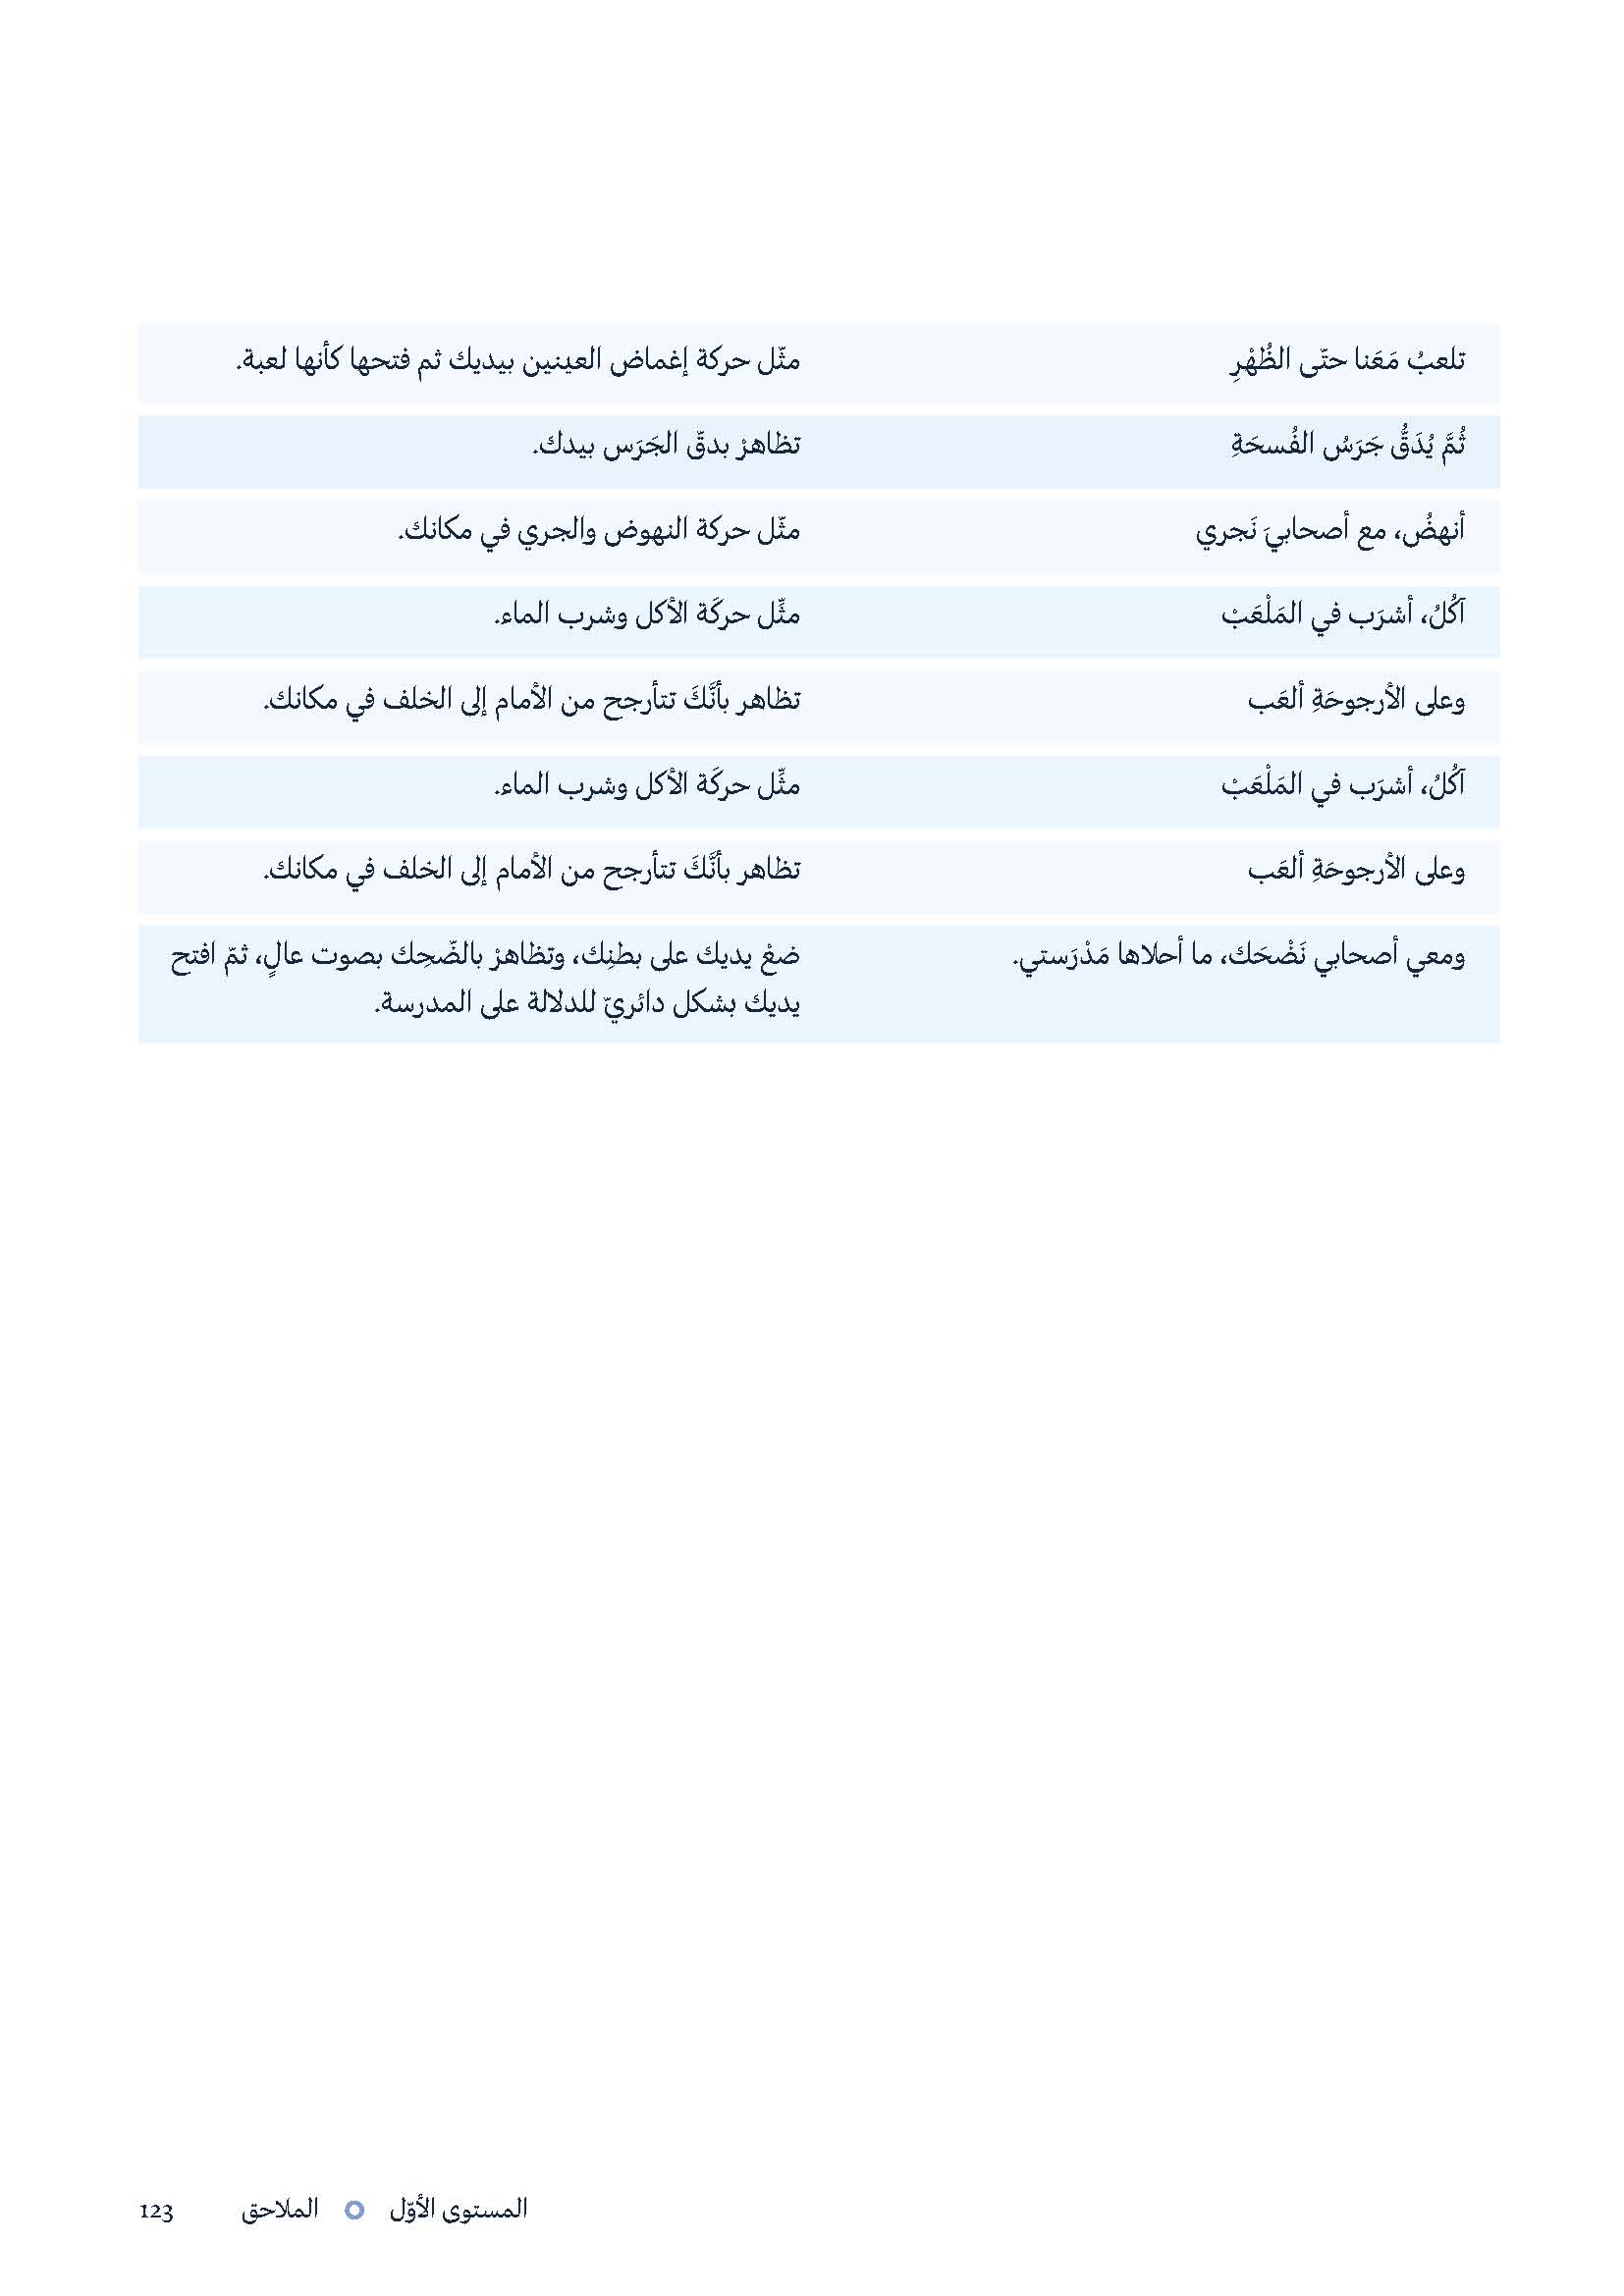 تلعبُ مَعَنا حتّى الظُهْرِ
مثّل حركة إغماض العينين بيديك ثم فتحها كأنها لعبة.
ثُمَّ يُدَقُّ جَرَسُ الفُسحَةِ
تظاهرْ بدقّ الجَرَس بيدك.
أنهضُ، مع أصحابيَ نَجري
مثّل حركة النهوض والجري في مكانك.
آكُلُ، أشرَب في المَلْعَبْ
مثِّل حركَة الأكل وشرب الماء.
وعلى الأرجوحَةِ ألعَب
تظاهر بأنَّكَ تتأرجح من الأمام إلى الخلف في مكانك.
آكُلُ، أشرَب في المَلْعَبْ
مثِّل حركَة الأكل وشرب الماء.
وعلى الأرجوحَةِ ألعَب
تظاهر بأنَّكَ تتأرجح من الأمام إلى الخلف في مكانك.
ومعي أصحابي نَضْحَك، ما أحلاها مَدْرَستي.
ضعْ يديك على بطنِك، وتظاهرْ بالضّحِك بصوت عالٍ، ثمّ افتح
يديك بشكل دائريّ للدلالة على المدرسة.
المستوى الأوّل الملاحق 123